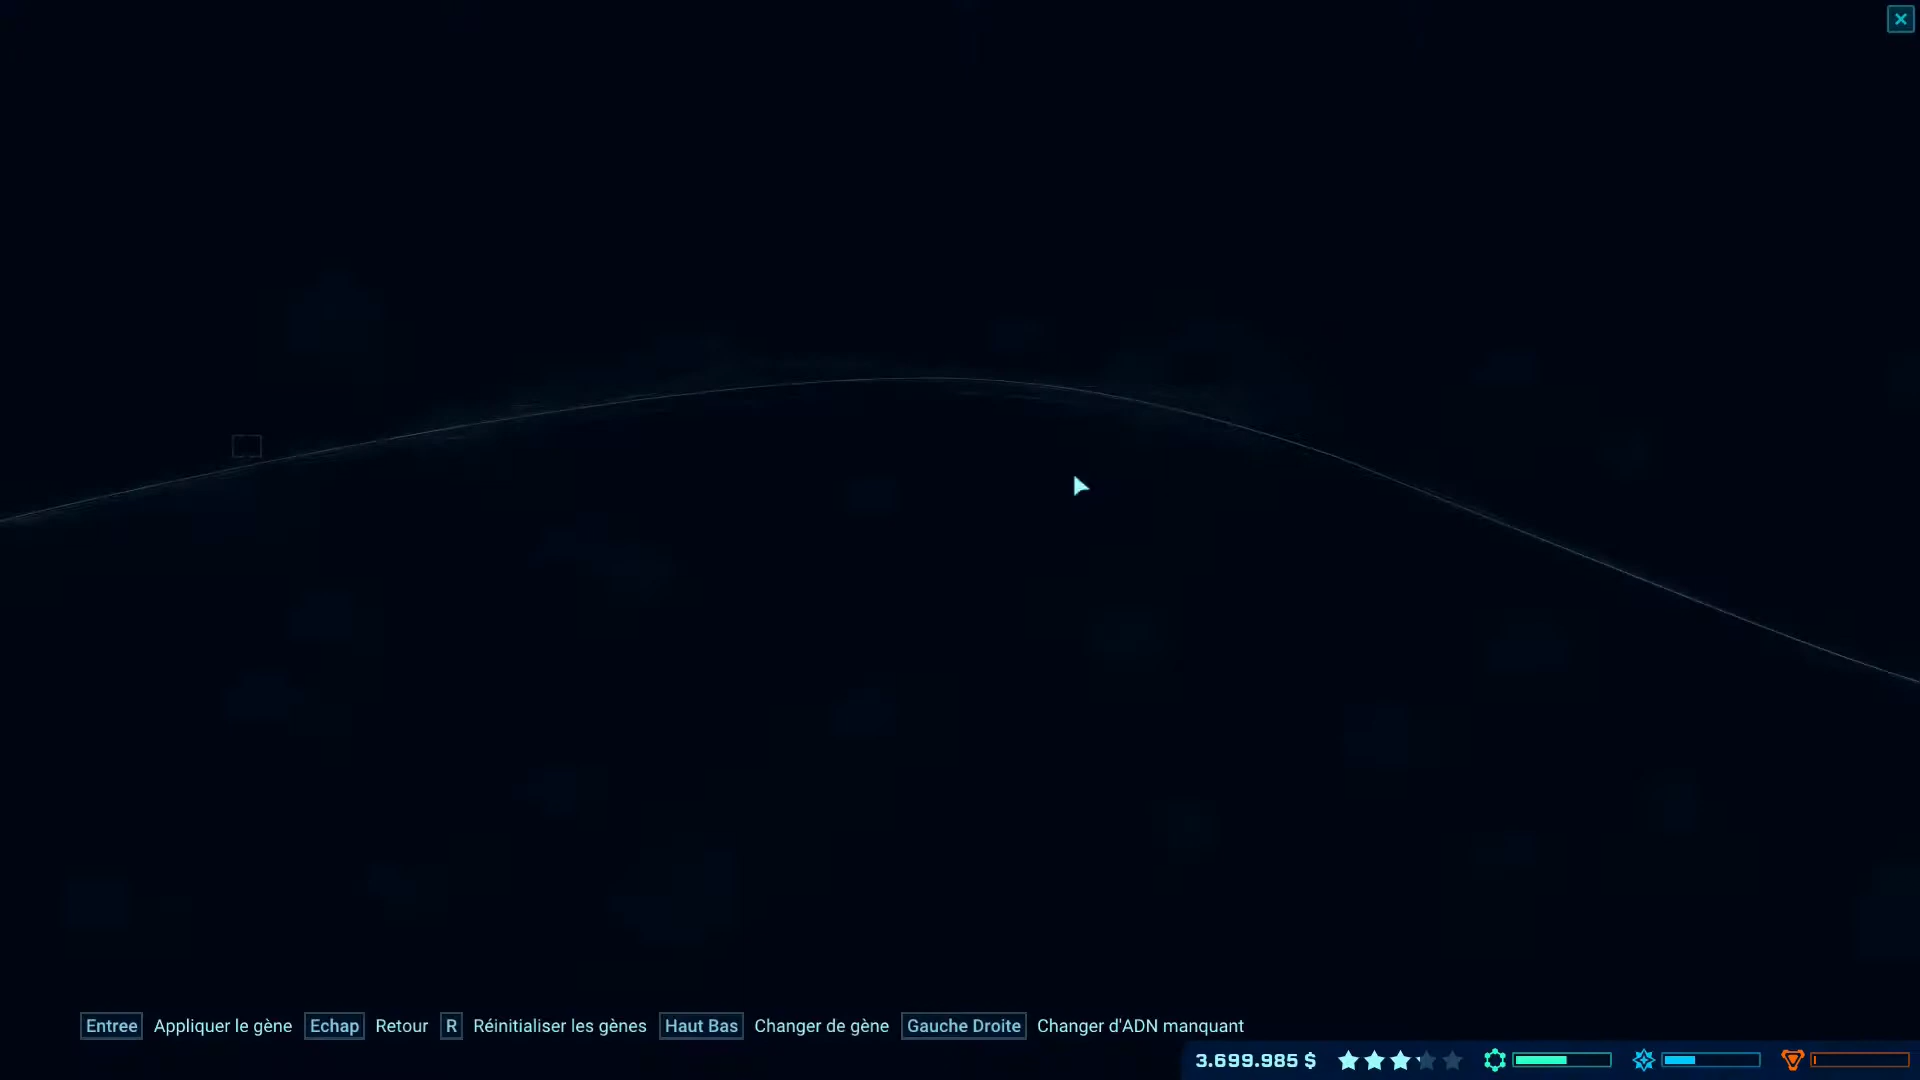 Entree Appliquer le gène Echap Retour R Réinitialiser les gènes Haut Bas Changer de gène Gauche Droite Changer d'ADN manquant
3.699.985 $